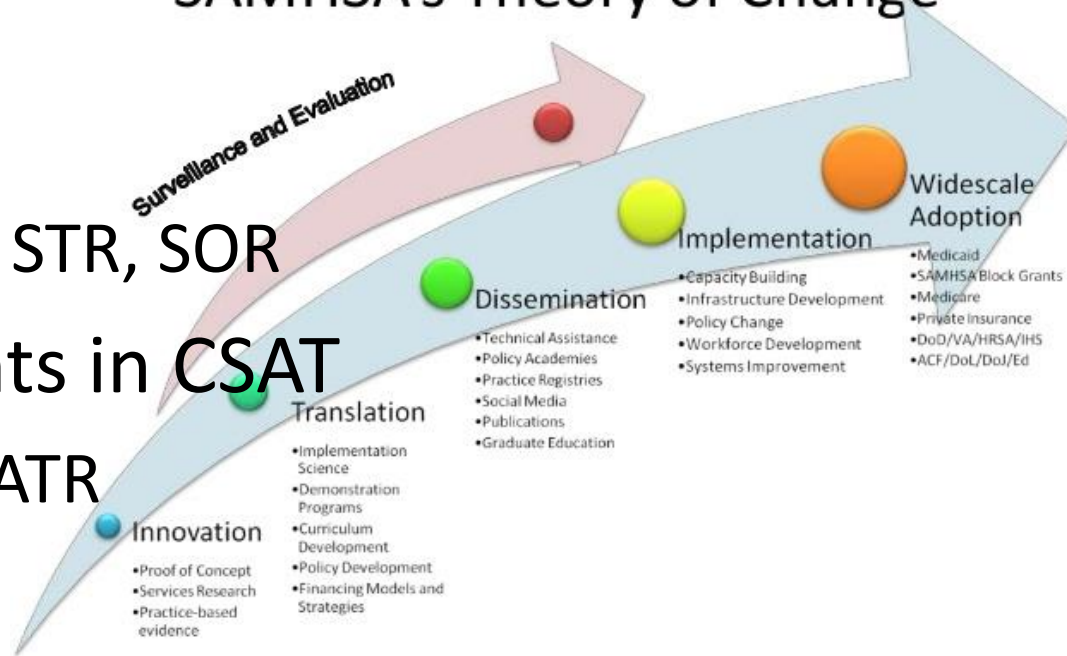 SAMHSA's Theory of Change
Surveillance and Evaluation
STR, SOR
ts in CSAT
ATR
Innovation
•Proof of Concept
•Services Research
•Practice-based
evidence
Translation
•Implementation
Science
•Demonstration
Programs
•Curriculum
Development
•Policy Development
•Financing Models and
Strategies
Dissemination
•Technical Assistance
•Policy Academies
•Practice Registries
•Social Media
•Publications
•Graduate Education
Implementation
•Capacity Building
•Infrastructure Development
•Policy Change
•Workforce Development
•Systems Improvement
Widescale
Adoption
•Medicaid
•SAMHSA Block Grants
•Medicare
•Private Insurance
•DoD/VA/HRSA/IHS
•ACF/DoL/DoJ/Ed